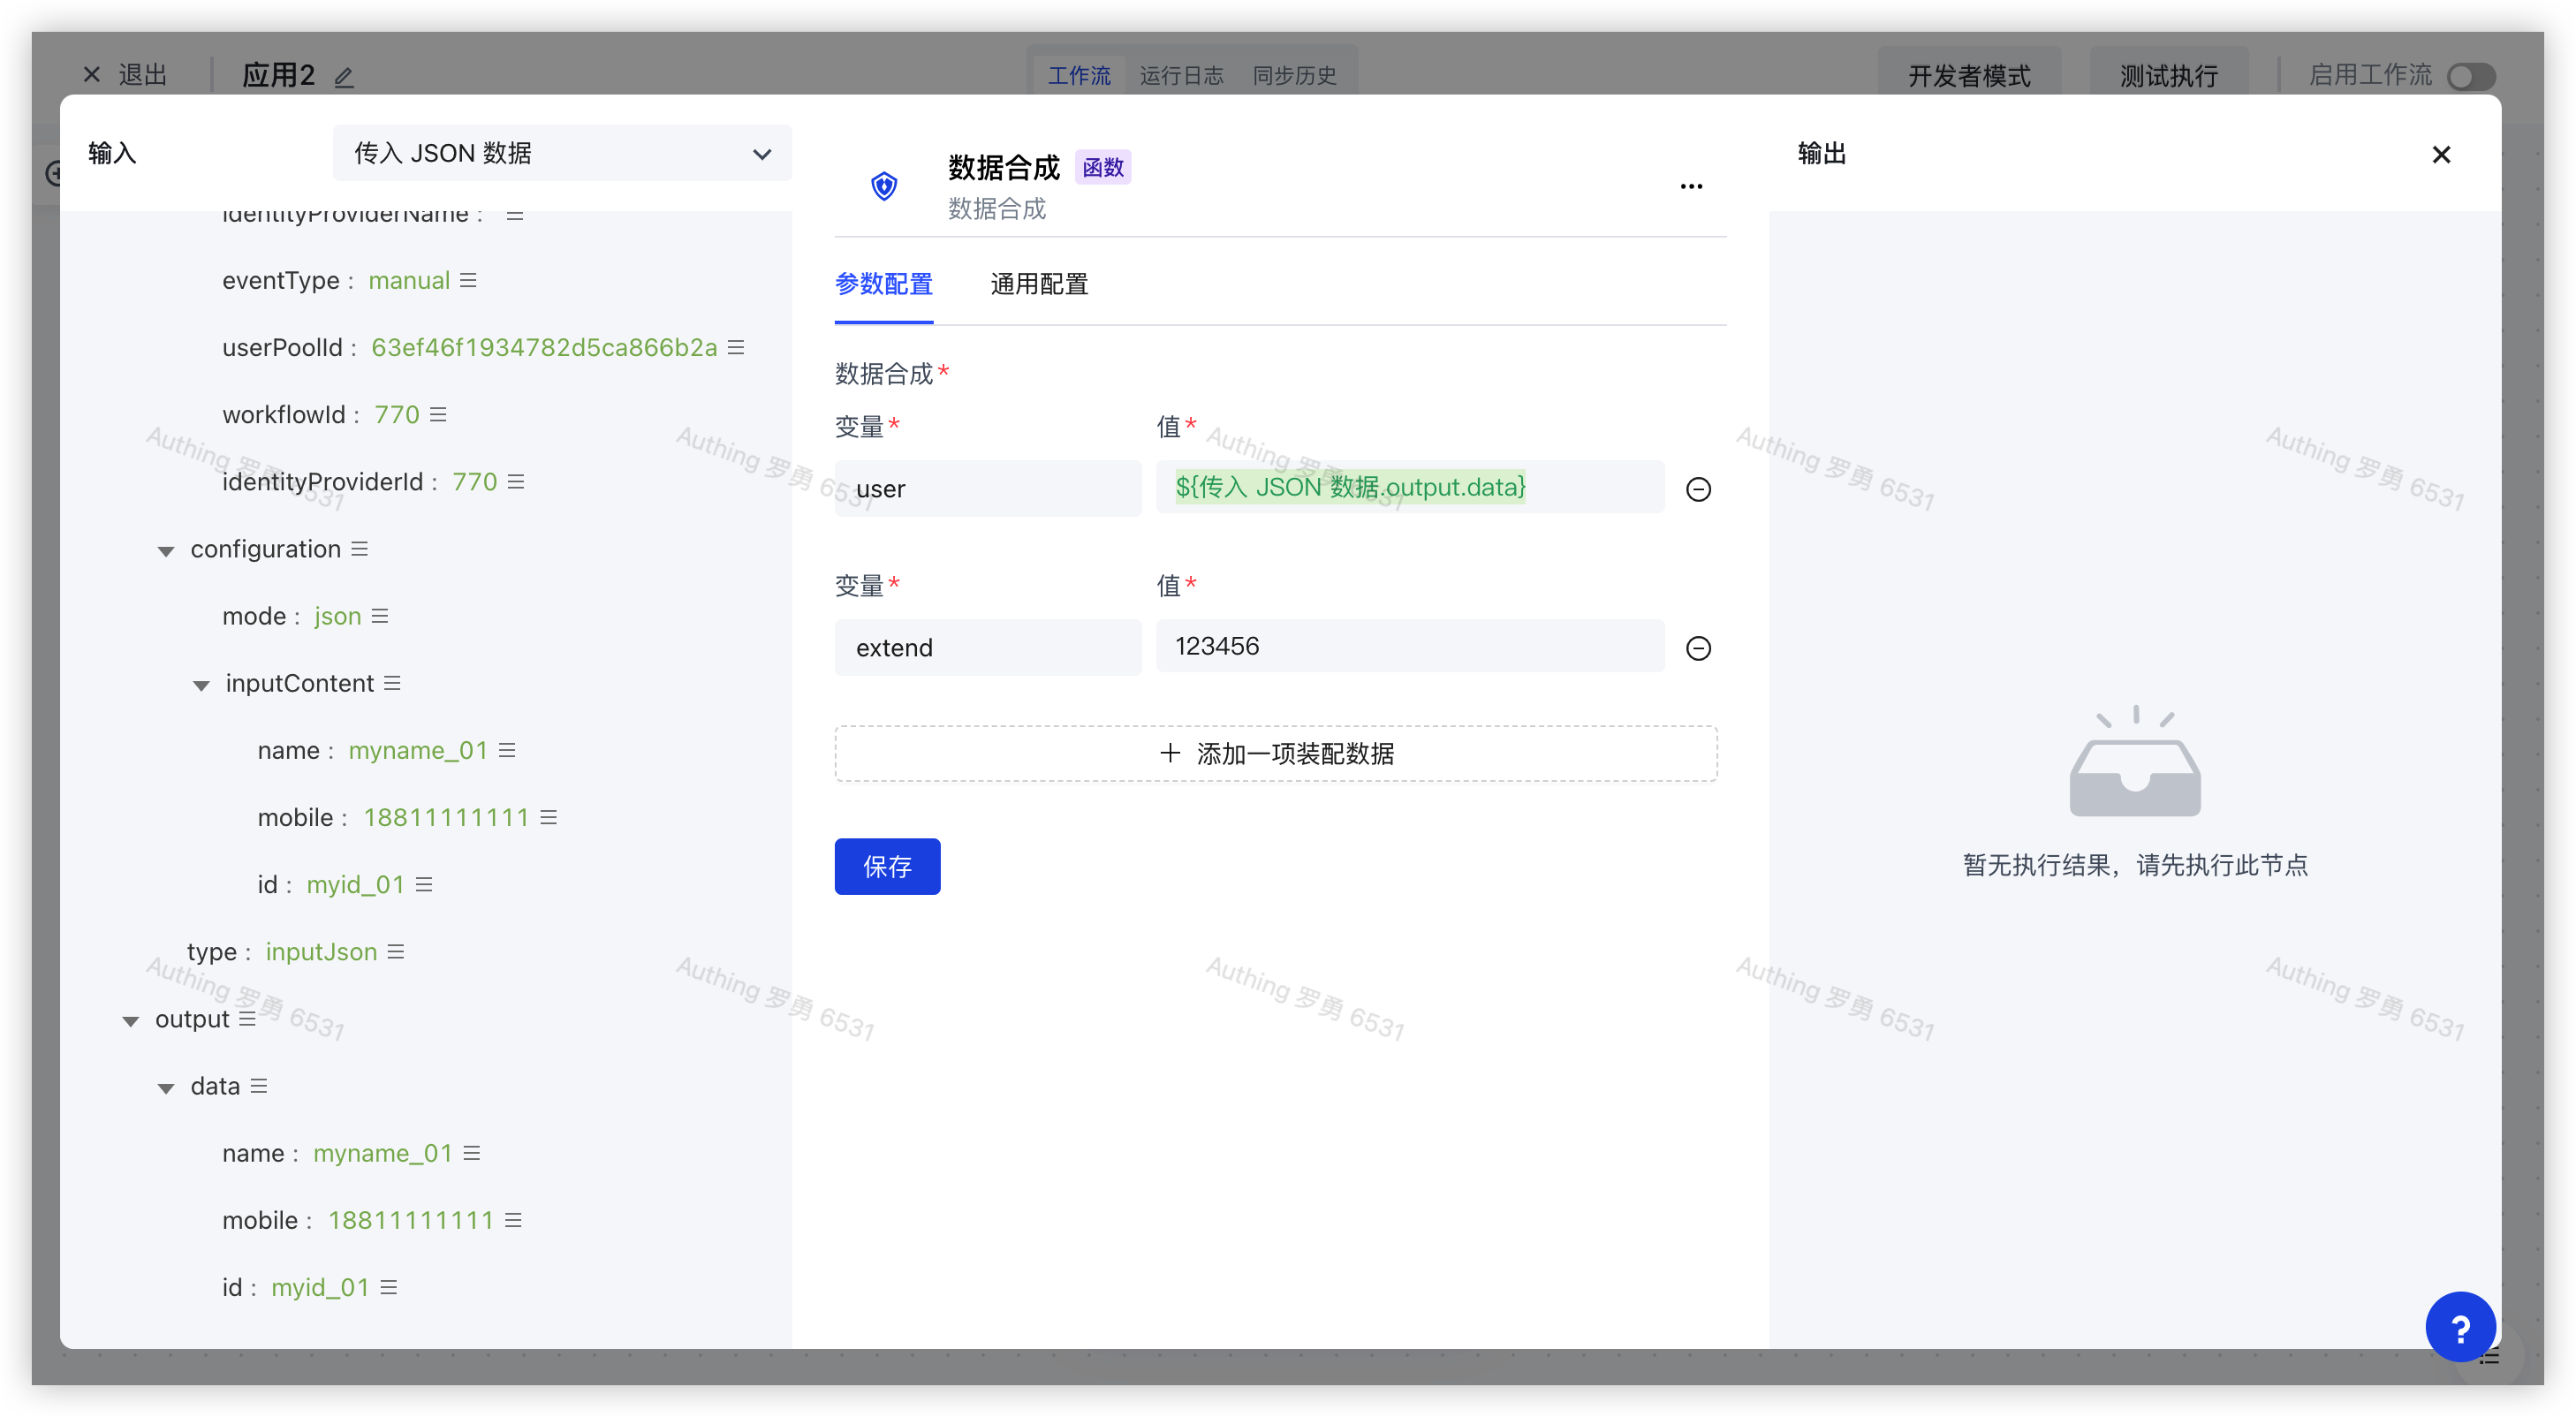 退出
应用2
工作流 运行日志 同步历史
开发者模式
测试执行
启用工作流
输入
传入 JSON 数据
identityProviderName :
eventType : manual
userPoolId : 63ef46f1934782d5ca866b2a
workflowId : 770
identityProviderId : 770
configuration
mode : json
inputContent
name : myname_01
mobile : 18811111111
id : myid_01
type : inputJson
output
data
name : myname_01
mobile : 18811111111
id : myid_01
数据合成 函数
数据合成
...
参数配置 通用配置
数据合成*
变量* 值*
user ${传入 JSON 数据.output.data}
变量* 值*
extend 123456
+ 添加一项装配数据
保存
输出
暂无执行结果，请先执行此节点
?
Authing 罗勇 6531
Authing 罗勇 6531
Authing 罗勇 6531
Authing 罗勇 6531
Authing 罗勇 6531
Authing 罗勇 6531
Authing 罗勇 6531
Authing 罗勇 6531
Authing 罗勇 6531
Authing 罗勇 6531